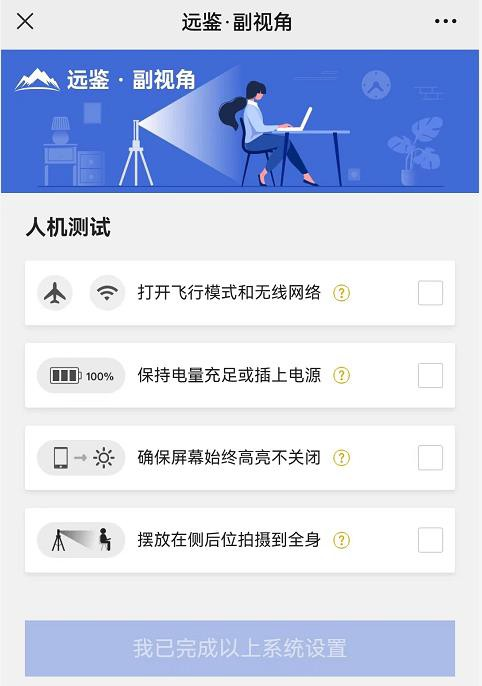 远鉴·副视角
远鉴 · 副视角
人机测试
打开飞行模式和无线网络 ?
100% 保持电量充足或插上电源 ?
确保屏幕始终高亮不关闭 ?
摆放在侧后位拍摄到全身 ?
我已完成以上系统设置